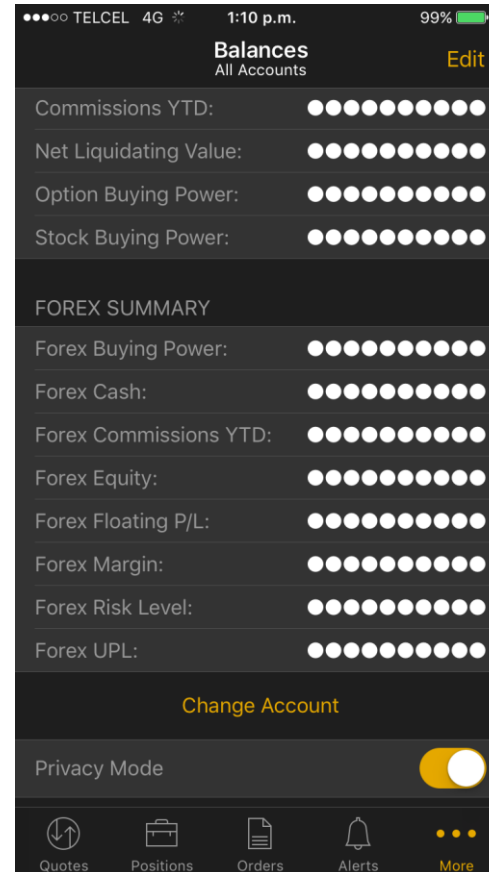 TELCEL 4G 1:10 p.m. 99%
Balances Edit
All Accounts
Commissions YTD: ●●●●●●●●●●
Net Liquidating Value: ●●●●●●●●●●
Option Buying Power: ●●●●●●●●●●
Stock Buying Power: ●●●●●●●●●●
FOREX SUMMARY
Forex Buying Power: ●●●●●●●●●●
Forex Cash: ●●●●●●●●●●
Forex Commissions YTD: ●●●●●●●●●●
Forex Equity: ●●●●●●●●●●
Forex Floating P/L: ●●●●●●●●●●
Forex Margin: ●●●●●●●●●●
Forex Risk Level: ●●●●●●●●●●
Forex UPL: ●●●●●●●●●●
Change Account
Privacy Mode
Quotes Positions Orders Alerts More